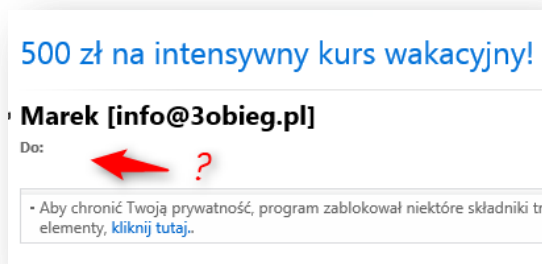 500 zł na intensywny kurs wakacyjny!
Marek [info@3obieg.pl]
Do:
?
• Aby chronić Twoją prywatność, program zablokował niektóre składniki
elementy, kliknij tutaj..